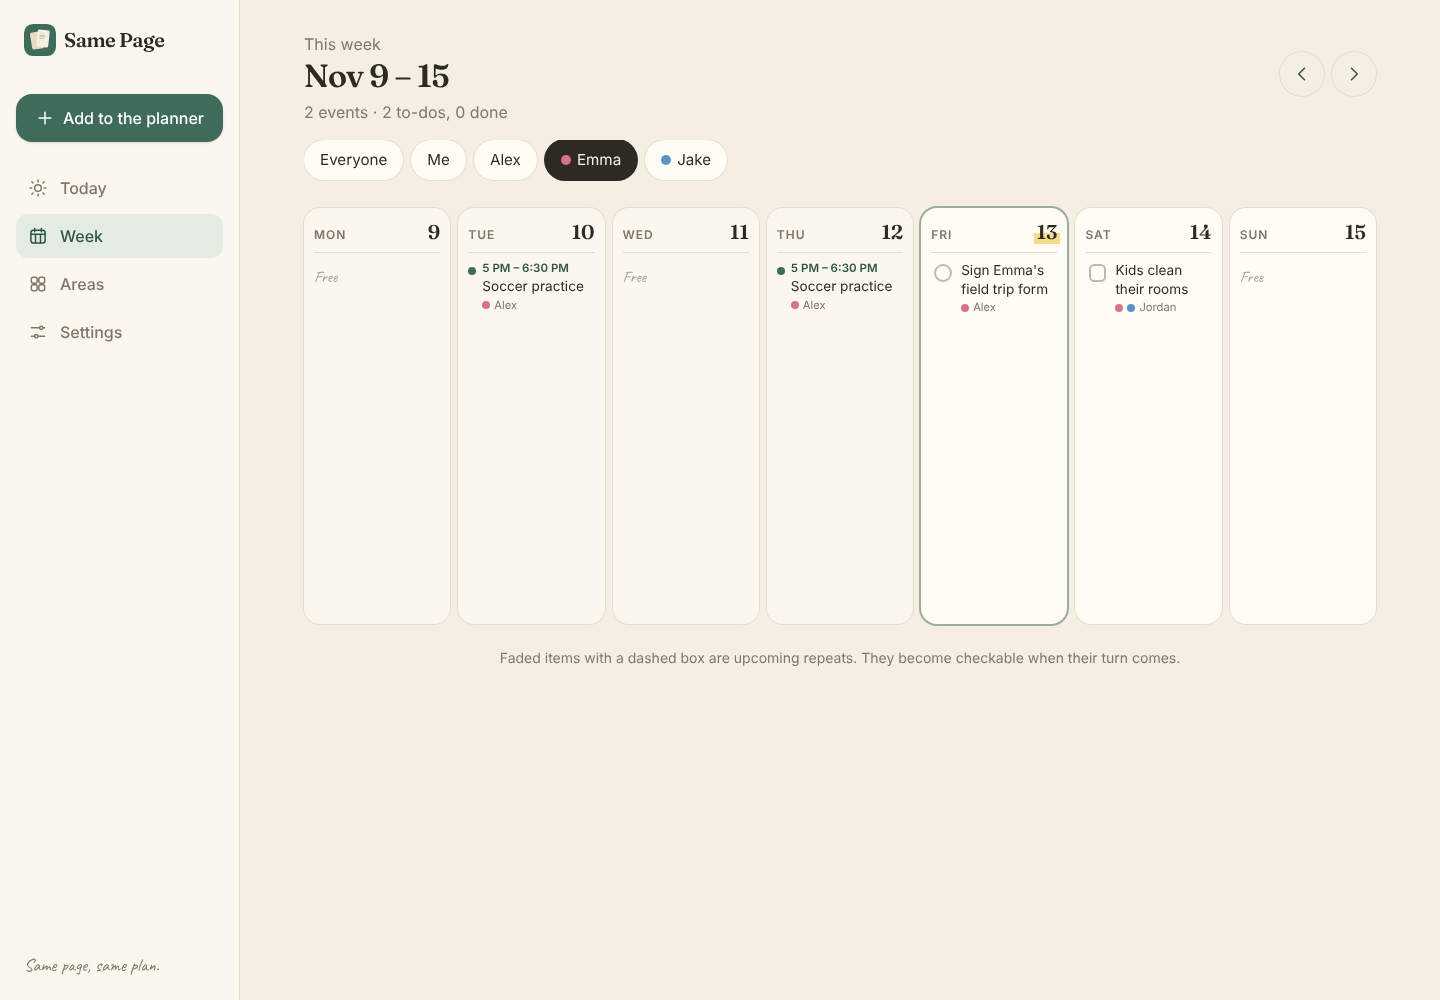 Same Page
Add to the planner
Today
Week
Areas
Settings
Same page, same plan.
This week
Nov 9 – 15
2 events · 2 to-dos, 0 done
Everyone
Me
Alex
Emma
Jake
MON 9
Free
TUE 10
5 PM – 6:30 PM
Soccer practice
Alex
WED 11
Free
THU 12
5 PM – 6:30 PM
Soccer practice
Alex
FRI 13
Sign Emma's
field trip form
Alex
SAT 14
Kids clean
their rooms
Jordan
SUN 15
Free
Faded items with a dashed box are upcoming repeats. They become checkable when their turn comes.